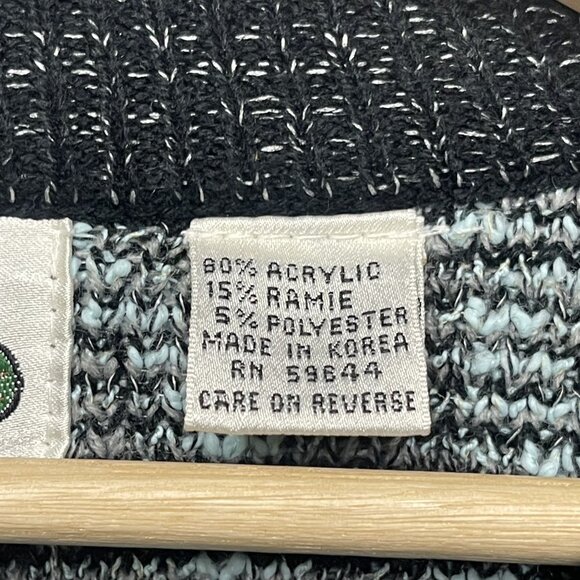 80% ACRYLIC
15% RAMIE
5% POLYESTER
MADE IN KOREA
RN 59644
CARE ON REVERSE